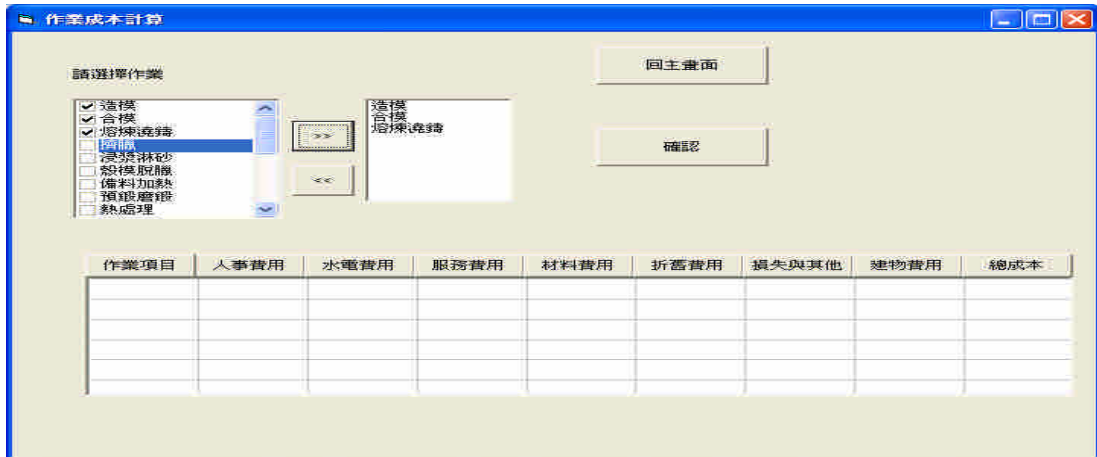 作業成本計算
回主畫面
請選擇作業
造模
合模
熔煉澆鑄
擠臘
浸漿淋砂
殼模脫臘
備料加熱
預鍛磨鍛
熱處理
>>
<<
造模
合模
熔煉澆鑄
確認
作業項目 人事費用 水電費用 服務費用 材料費用 折舊費用 損失與其他 建物費用 總成本